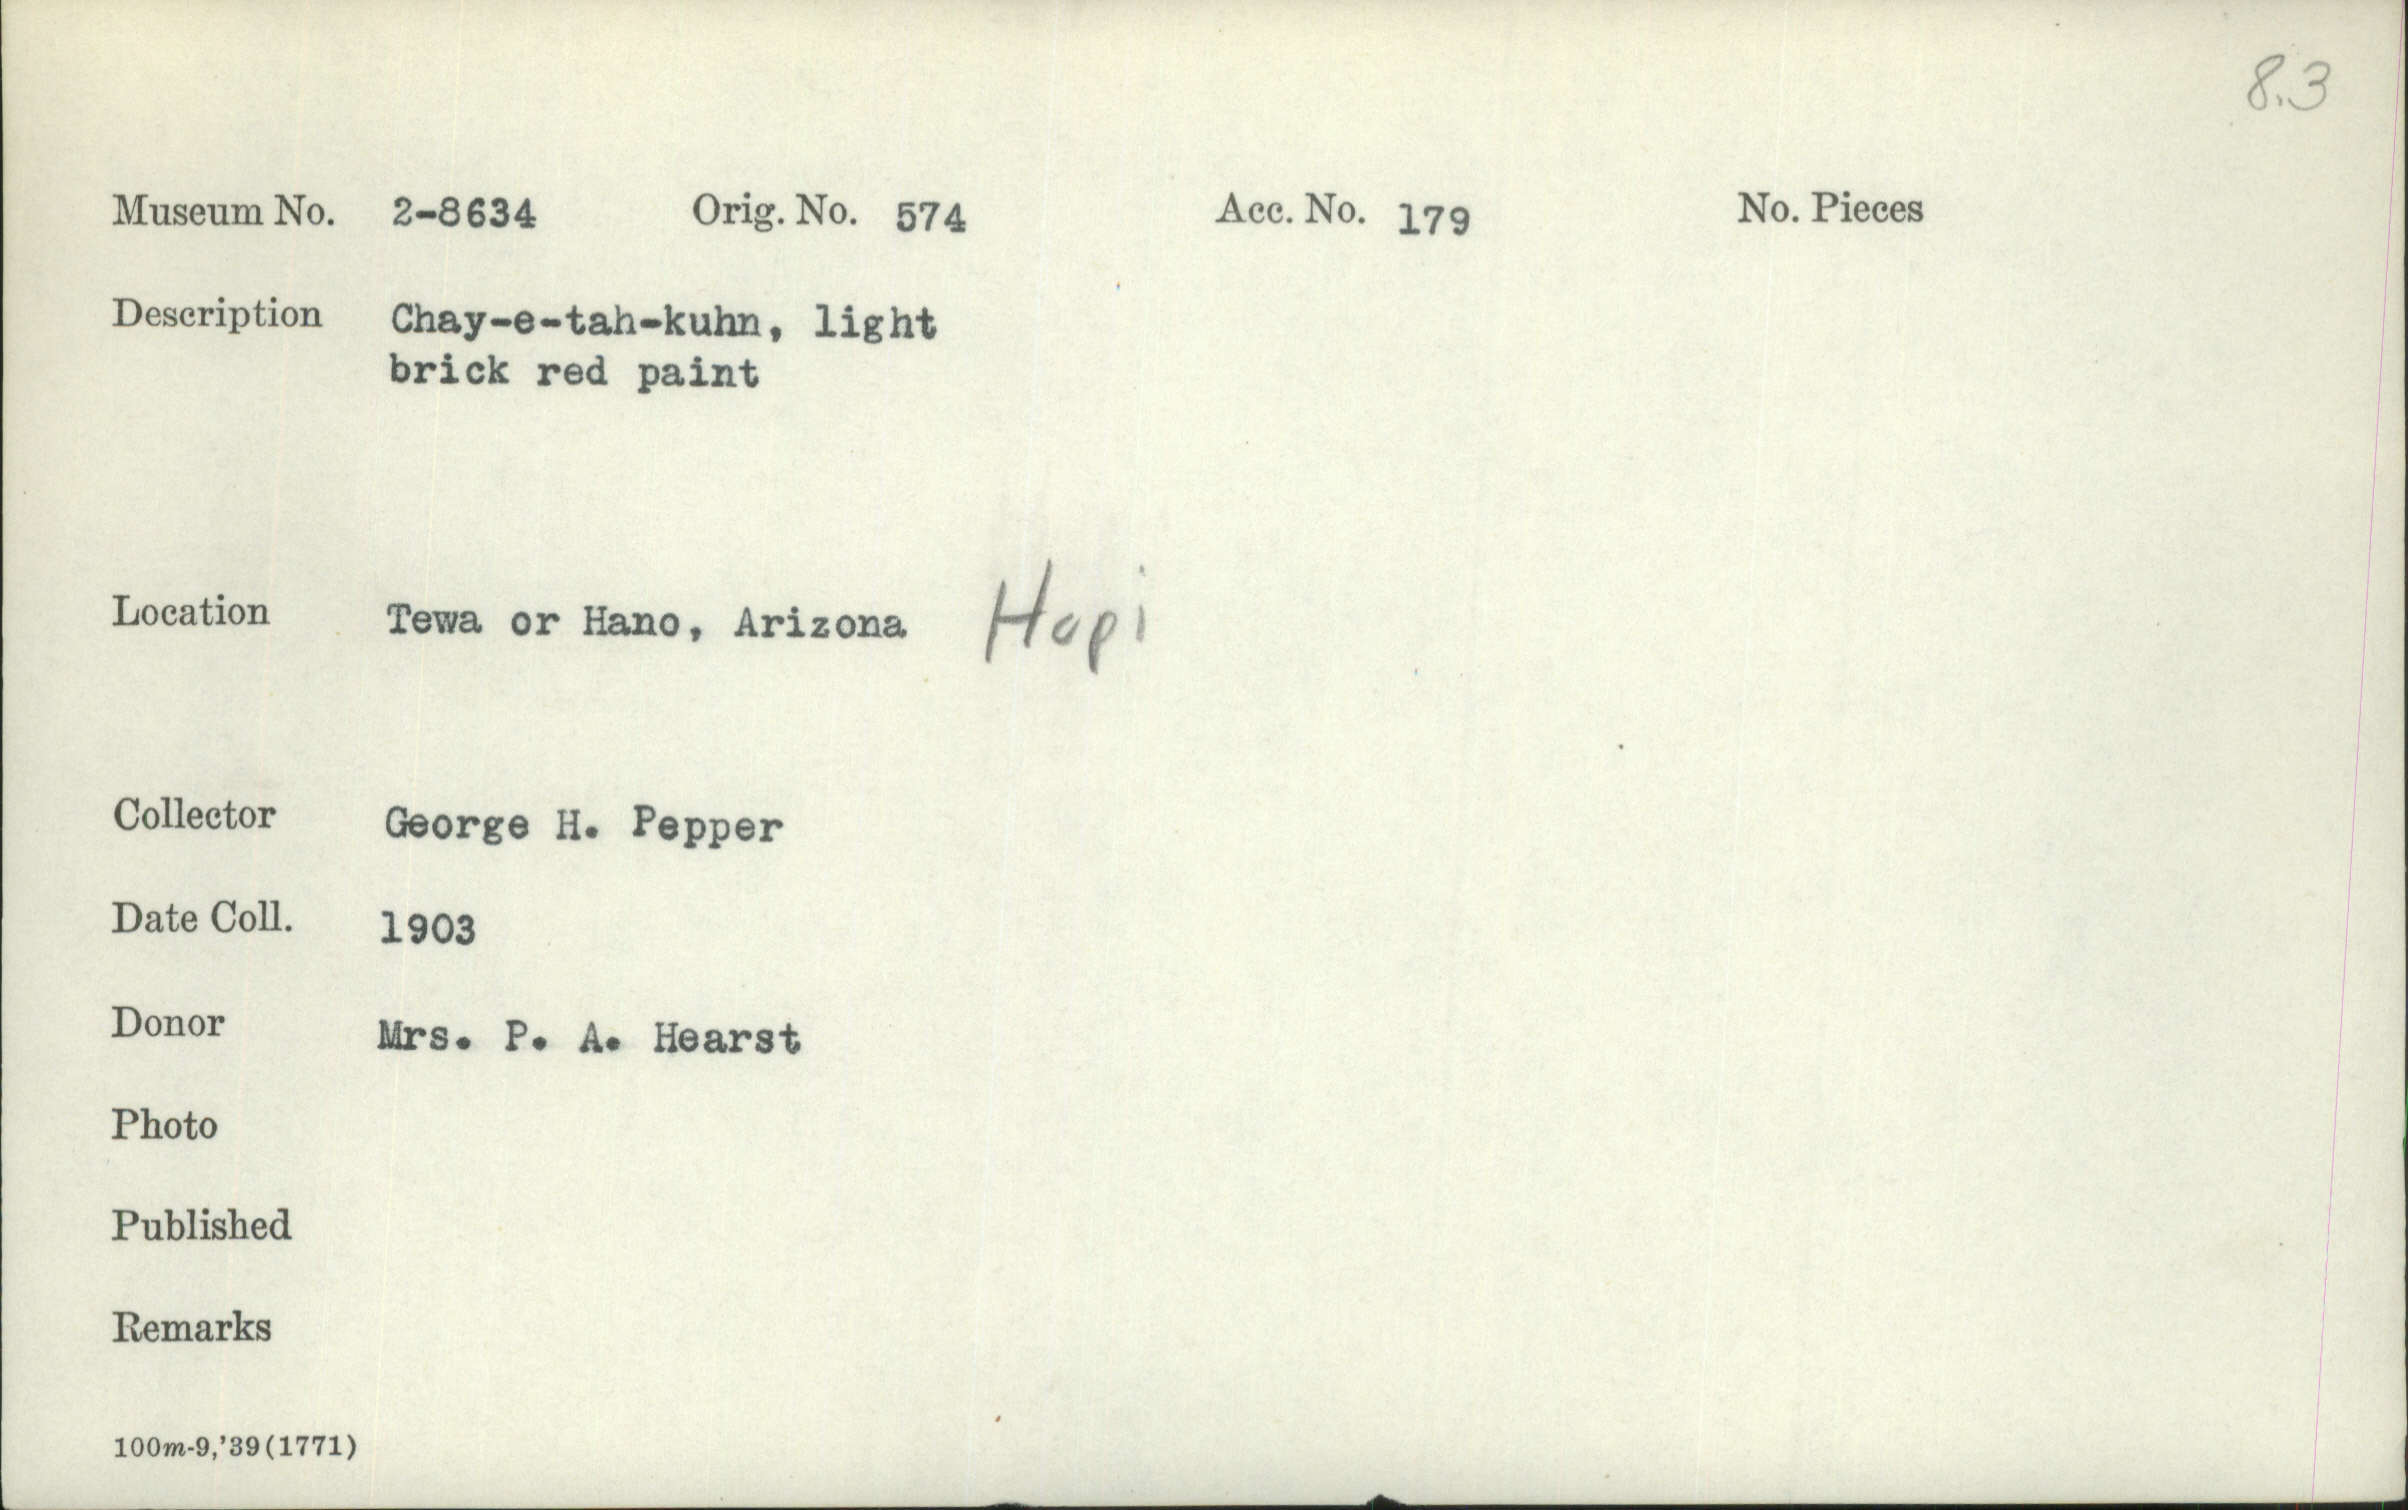 8.3
Museum No. 2-8634 Orig. No. 574 Acc. No. 179 No. Pieces
Description Chay-e-tah-kuhn, light
brick red paint
Location Tewa or Hano, Arizona Hopi
Collector George H. Pepper
Date Coll. 1903
Donor Mrs. P. A. Hearst
Photo
Published
Remarks
100m-9,'39(1771)